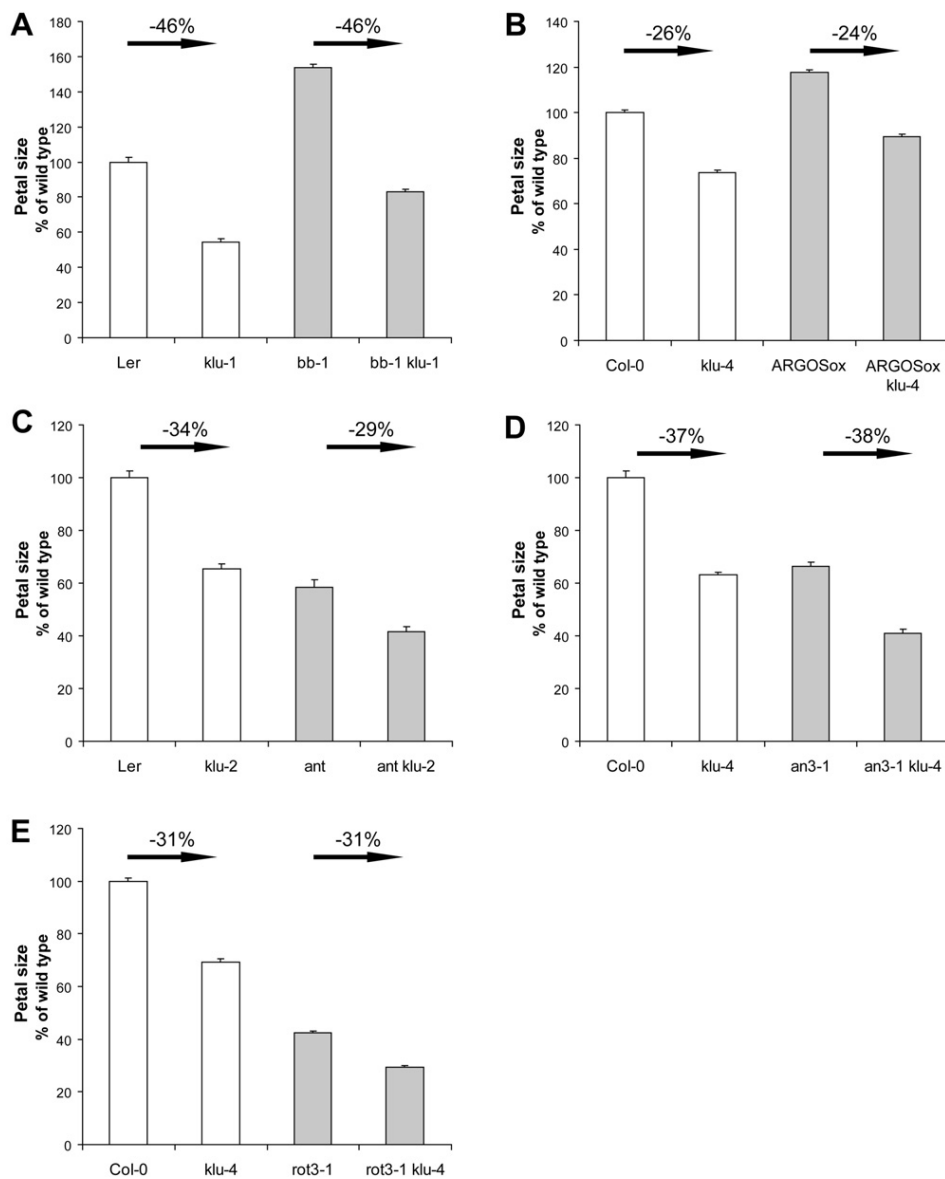 A
-46%
-46%
Petal size
% of wild type
180
160
140
120
100
80
60
40
20
0
Ler
klu-1
bb-1
bb-1 klu-1
B
-26%
-24%
Petal size
% of wild type
140
120
100
80
60
40
20
0
Col-0
klu-4
ARGOSox
ARGOSox
klu-4
C
-34%
-29%
Petal size
% of wild type
120
100
80
60
40
20
0
Ler
klu-2
ant
ant klu-2
D
-37%
-38%
Petal size
% of wild type
120
100
80
60
40
20
0
Col-0
klu-4
an3-1
an3-1 klu-4
E
-31%
-31%
Petal size
% of wild type
120
100
80
60
40
20
0
Col-0
klu-4
rot3-1
rot3-1 klu-4